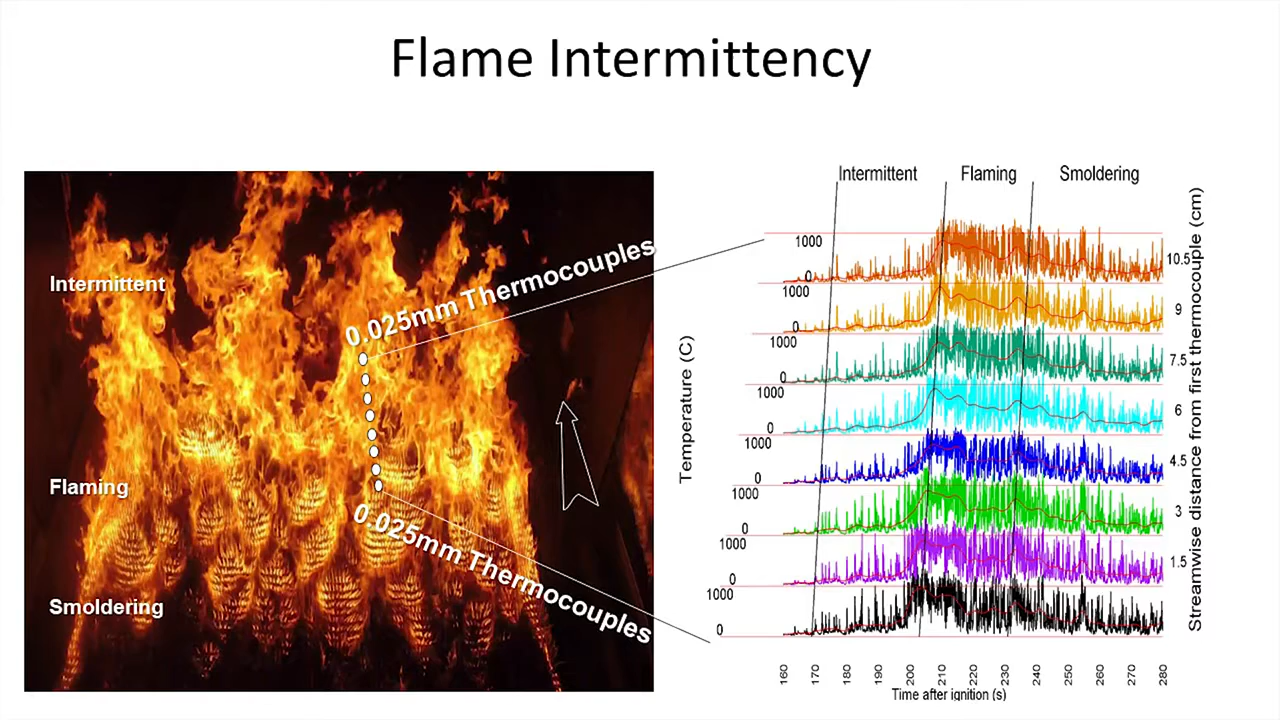 Flame Intermittency
Intermittent
Flaming
Smoldering
0.025mm Thermocouples
0.025mm Thermocouples
Intermittent Flaming Smoldering
Temperature (C)
1000
0
1000
0
1000
0
1000
0
1000
0
1000
0
1000
0
1000
0
10.5
9
7.5
6
4.5
3
1.5
Streamwise distance from first thermocouple (cm)
160 170 180 190 200 210 220 230 240 250 260 270 280
Time after ignition (s)